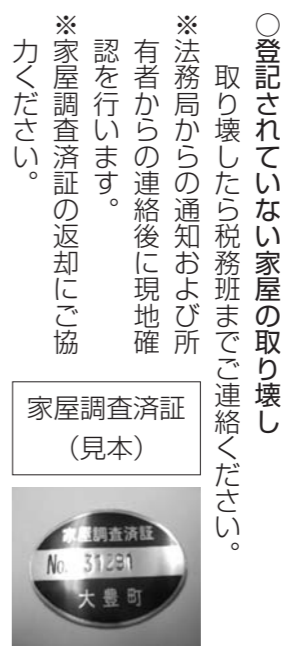 ○登記されていない家屋の取り壊し
取り壊したら税務班までご連絡ください。
※法務局からの通知および所
有者からの連絡後に現地確
認を行います。
※家屋調査済証の返却にご協
力ください。
家屋調査済証
（見本）
家屋調査済証
No. 31291
大豊町